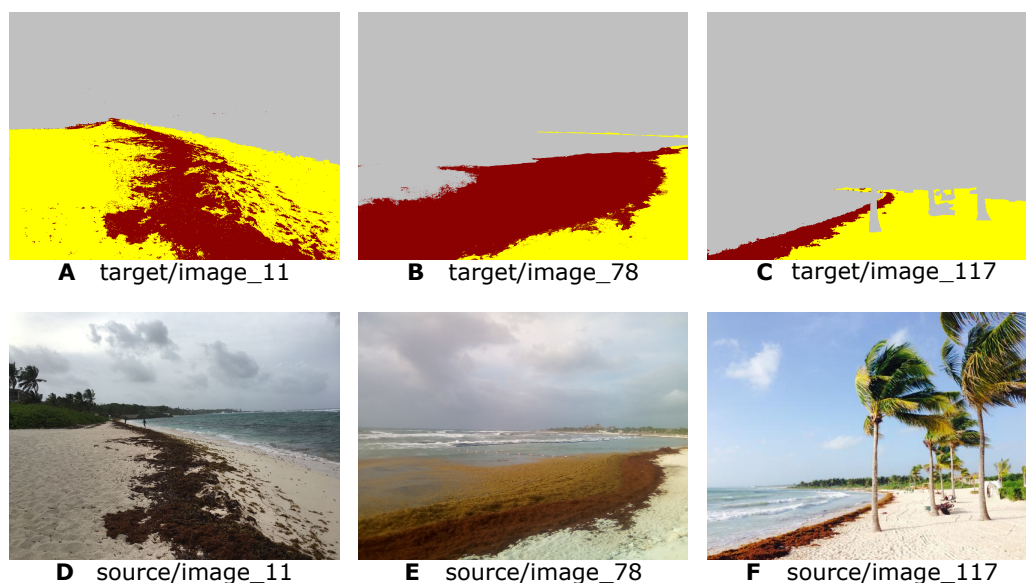 A target/image_11
B target/image_78
C target/image_117
D source/image_11
E source/image_78
F source/image_117